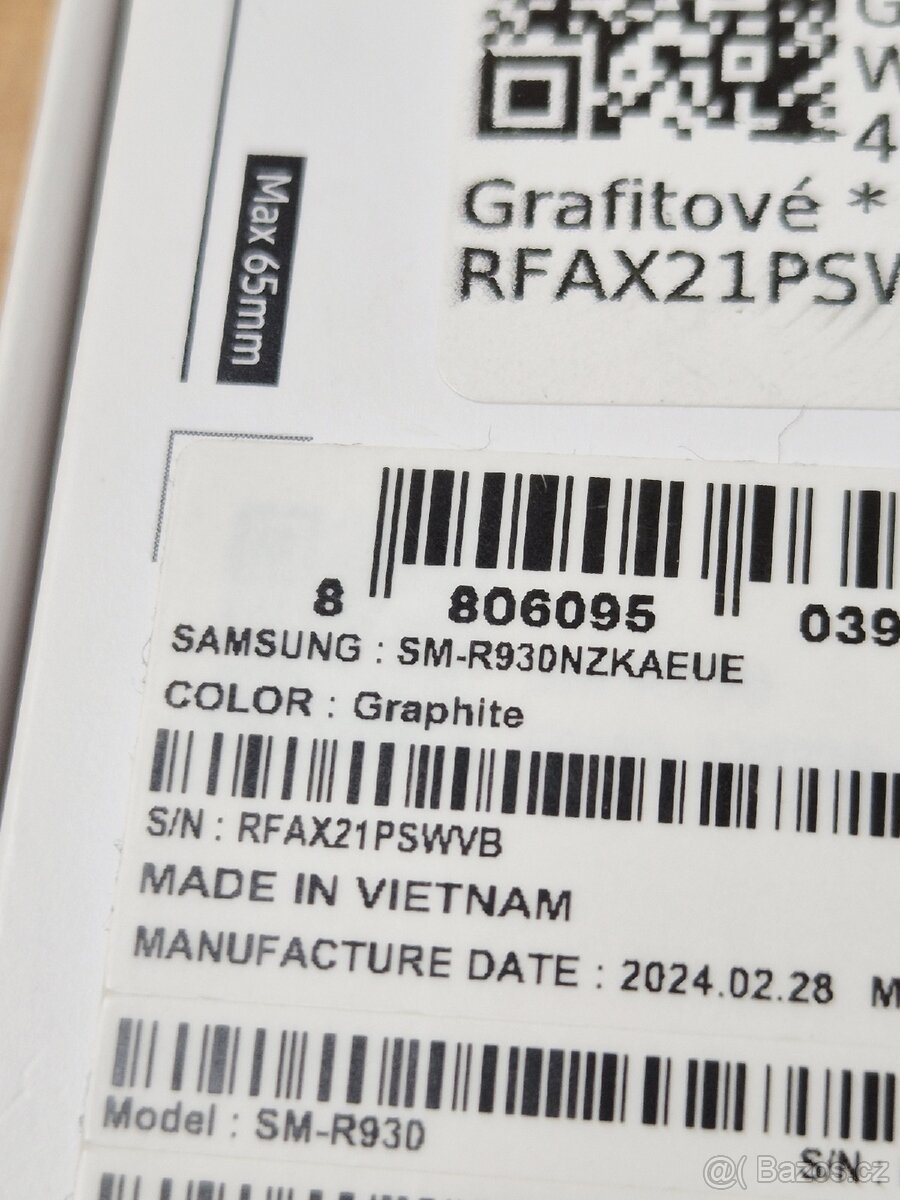 G
W
4
Grafitové *
RFAX21PSV
Max 65mm
8 806095 039
SAMSUNG : SM-R930NZKAEUE
COLOR : Graphite
S/N : RFAX21PSWVB
MADE IN VIETNAM
MANUFACTURE DATE : 2024.02.28 M
Model : SM-R930
S/N :
@( Bazos.cz